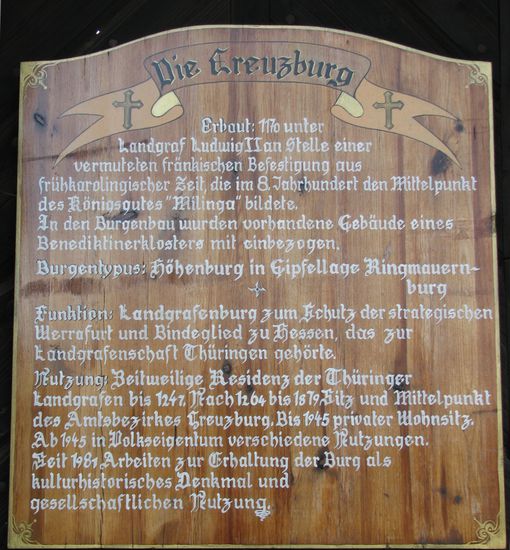 Die Creuzburg
Erbaut: 1170 unter
Landgraf Ludwig II an Stelle einer
vermuteten fränkischen Befestigung aus
frühkarolingischer Zeit, die im 8. Jahrhundert den Mittelpunkt
des Königsgutes "Milinga" bildete.
In den Burgenbau wurden vorhandene Gebäude eines
Benediktinerklosters mit einbezogen.
Burgentypus: Höhenburg in Gipfellage Ringmauern-
burg
Funktion: Landgrafenburg zum Schutz der strategischen
Werrafurt und Bindeglied zu Hessen, das zur
Landgrafenschaft Thüringen gehörte.
Nutzung: Zeitweilige Residenz der Thüringer
Landgrafen bis 1247. Nach 1264 bis 1879 Sitz und Mittelpunkt
des Amtsbezirkes Creuzburg. Bis 1945 privater Wohnsitz.
Ab 1945 in Volkseigentum verschiedene Nutzungen.
Seit 1981 Arbeiten zur Erhaltung der Burg als
kulturhistorisches Denkmal und
gesellschaftlichen Nutzung.